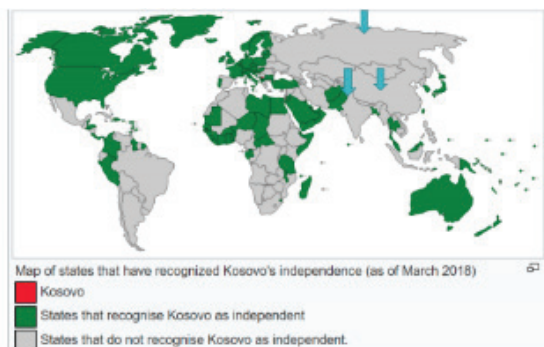 Map of states that have recognized Kosovo's independence (as of March 2018)
Kosovo
States that recognise Kosovo as independent
States that do not recognise Kosovo as independent.